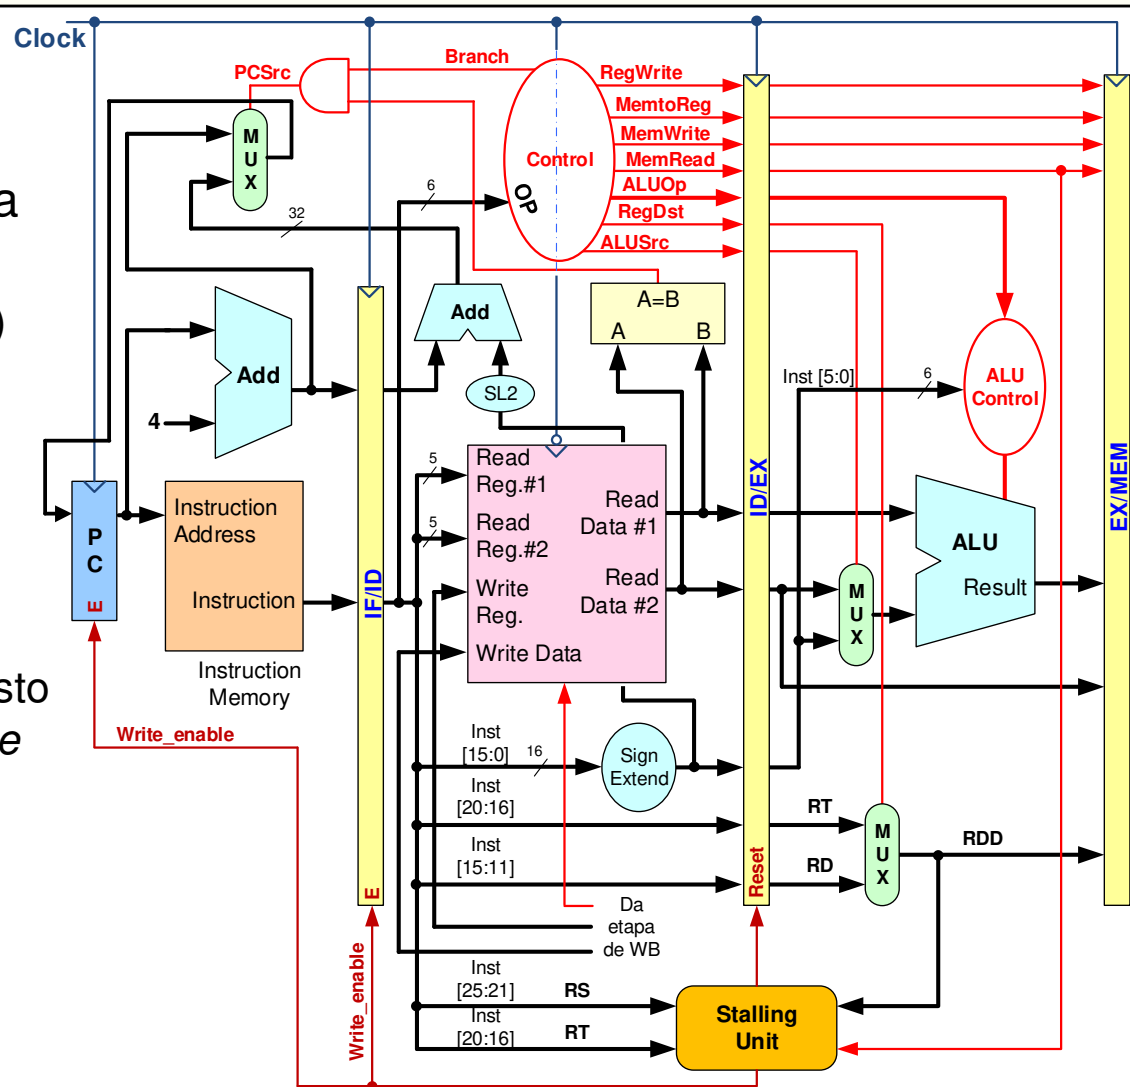 Clock
Branch
PCSrc
RegWrite
MemtoReg
MemWrite
MemRead
ALUOp
RegDst
ALUSrc
Control
OP
M
U
X
6
32
a
)
Add
4
Add
SL2
A=B
A
B
Inst [5:0]
6
ALU
Control
P
C
E
Instruction
Address
Instruction
Instruction
Memory
IF/ID
E
5
5
Read
Reg.#1
Read
Reg.#2
Write
Reg.
Write Data
Read
Data #1
Read
Data #2
ID/EX
Reset
M
U
X
ALU
Result
EX/MEM
sto
e
Write_enable
Inst
[15:0]
16
Sign
Extend
Inst
[20:16]
Inst
[15:11]
RT
RD
M
U
X
RDD
Da
etapa
de WB
Write_enable
Inst
[25:21]
RS
Inst
[20:16]
RT
Stalling
Unit